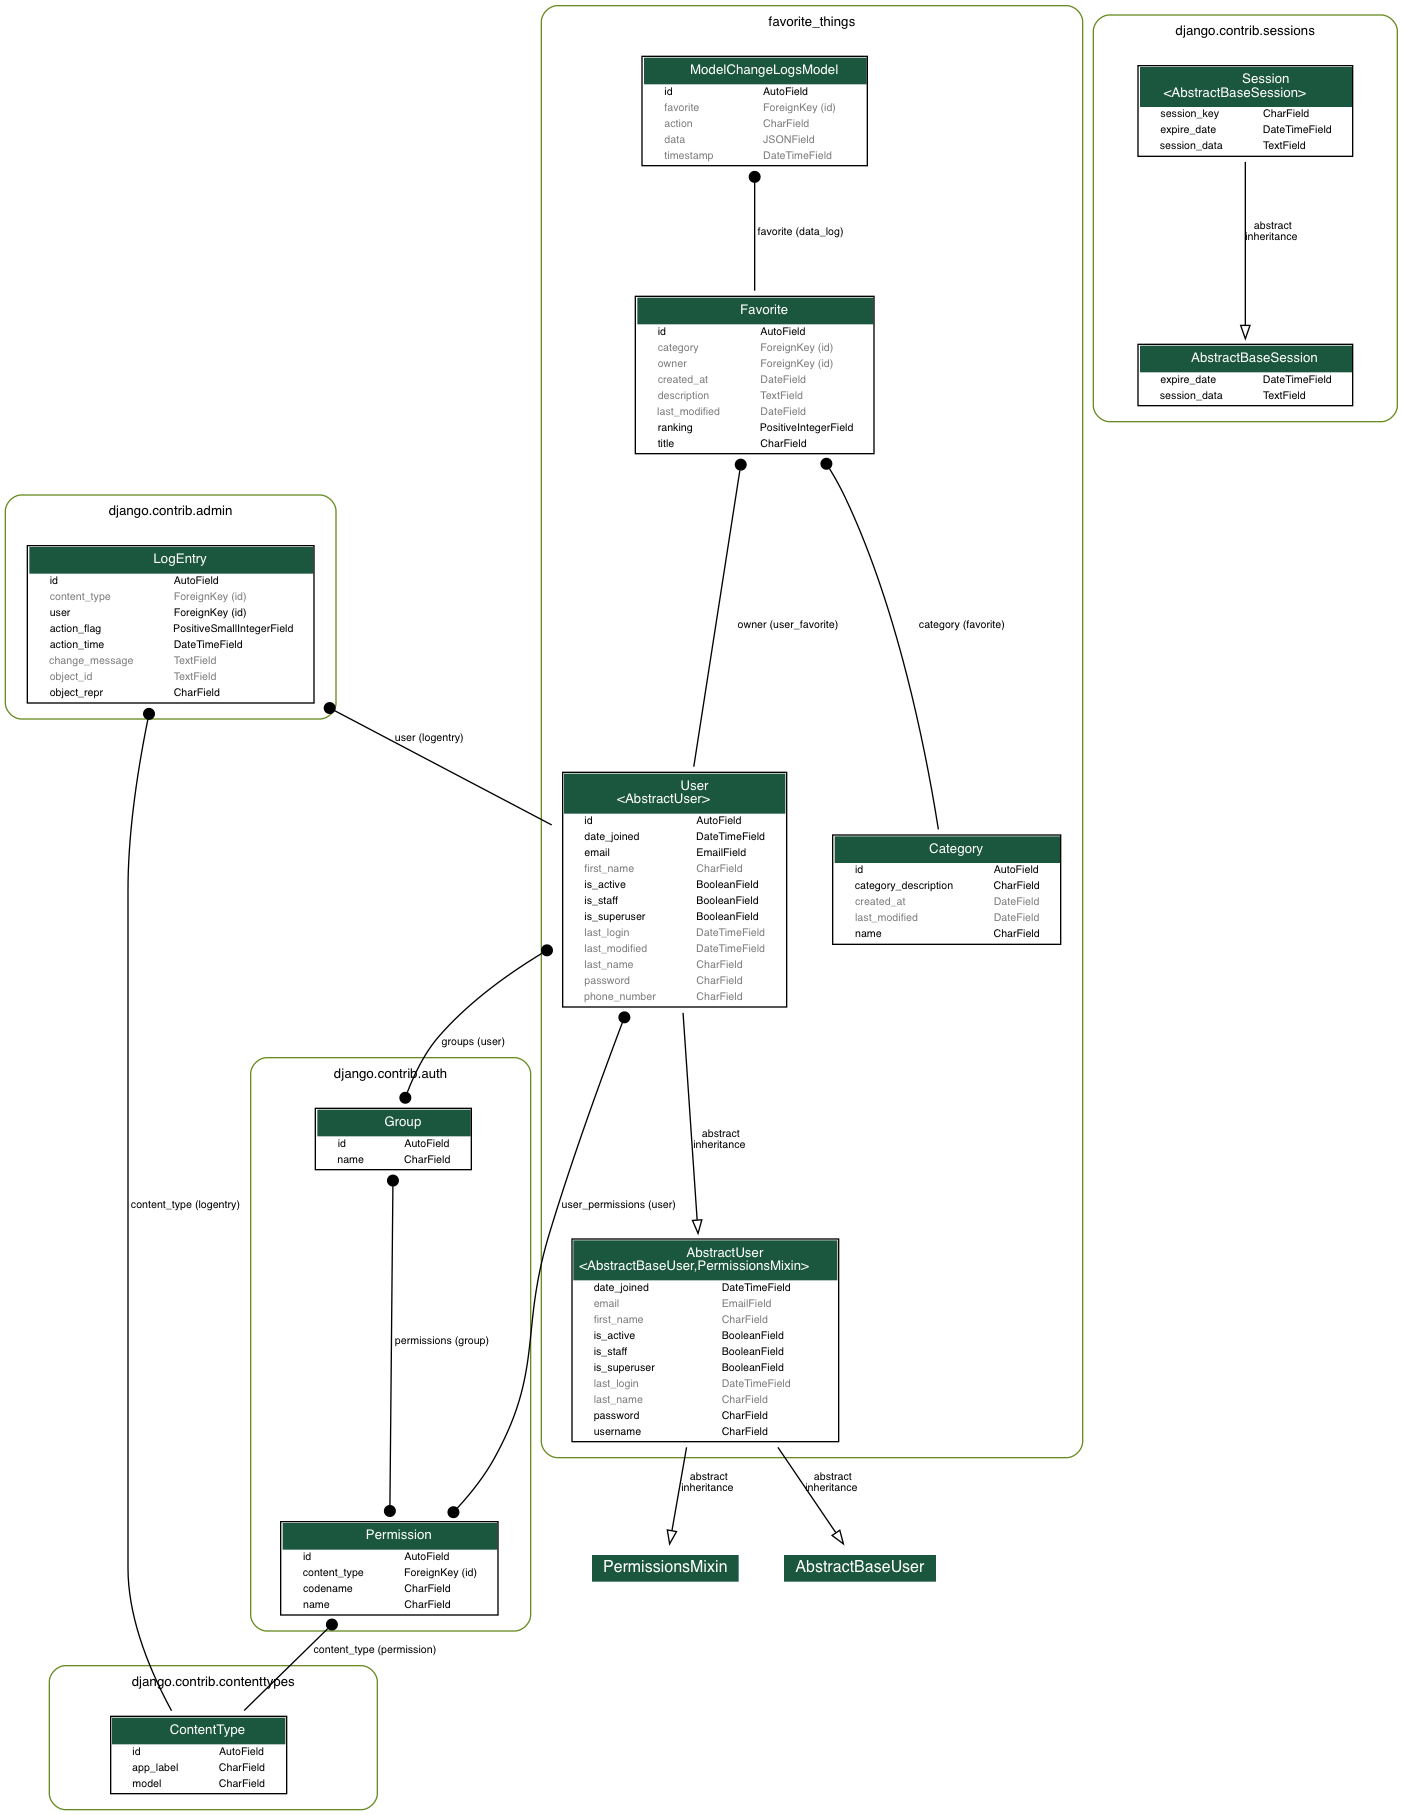 favorite_things
ModelChangeLogsModel
id AutoField
favorite ForeignKey (id)
action CharField
data JSONField
timestamp DateTimeField
favorite (data_log)
Favorite
id AutoField
category ForeignKey (id)
owner ForeignKey (id)
created_at DateField
description TextField
last_modified DateField
ranking PositiveIntegerField
title CharField
owner (user_favorite)
category (favorite)
django.contrib.sessions
Session
<AbstractBaseSession>
session_key CharField
expire_date DateTimeField
session_data TextField
abstract
inheritance
AbstractBaseSession
expire_date DateTimeField
session_data TextField
django.contrib.admin
LogEntry
id AutoField
content_type ForeignKey (id)
user ForeignKey (id)
action_flag PositiveSmallIntegerField
action_time DateTimeField
change_message TextField
object_id TextField
object_repr CharField
user (logentry)
User
<AbstractUser>
id AutoField
date_joined DateTimeField
email EmailField
first_name CharField
is_active BooleanField
is_staff BooleanField
is_superuser BooleanField
last_login DateTimeField
last_modified DateTimeField
last_name CharField
password CharField
phone_number CharField
Category
id AutoField
category_description CharField
created_at DateField
last_modified DateField
name CharField
groups (user)
django.contrib.auth
Group
id AutoField
name CharField
abstract
inheritance
content_type (logentry)
user_permissions (user)
permissions (group)
AbstractUser
<AbstractBaseUser,PermissionsMixin>
date_joined DateTimeField
email EmailField
first_name CharField
is_active BooleanField
is_staff BooleanField
is_superuser BooleanField
last_login DateTimeField
last_name CharField
password CharField
username CharField
abstract
inheritance
abstract
inheritance
PermissionsMixin
AbstractBaseUser
Permission
id AutoField
content_type ForeignKey (id)
codename CharField
name CharField
content_type (permission)
django.contrib.contenttypes
ContentType
id AutoField
app_label CharField
model CharField